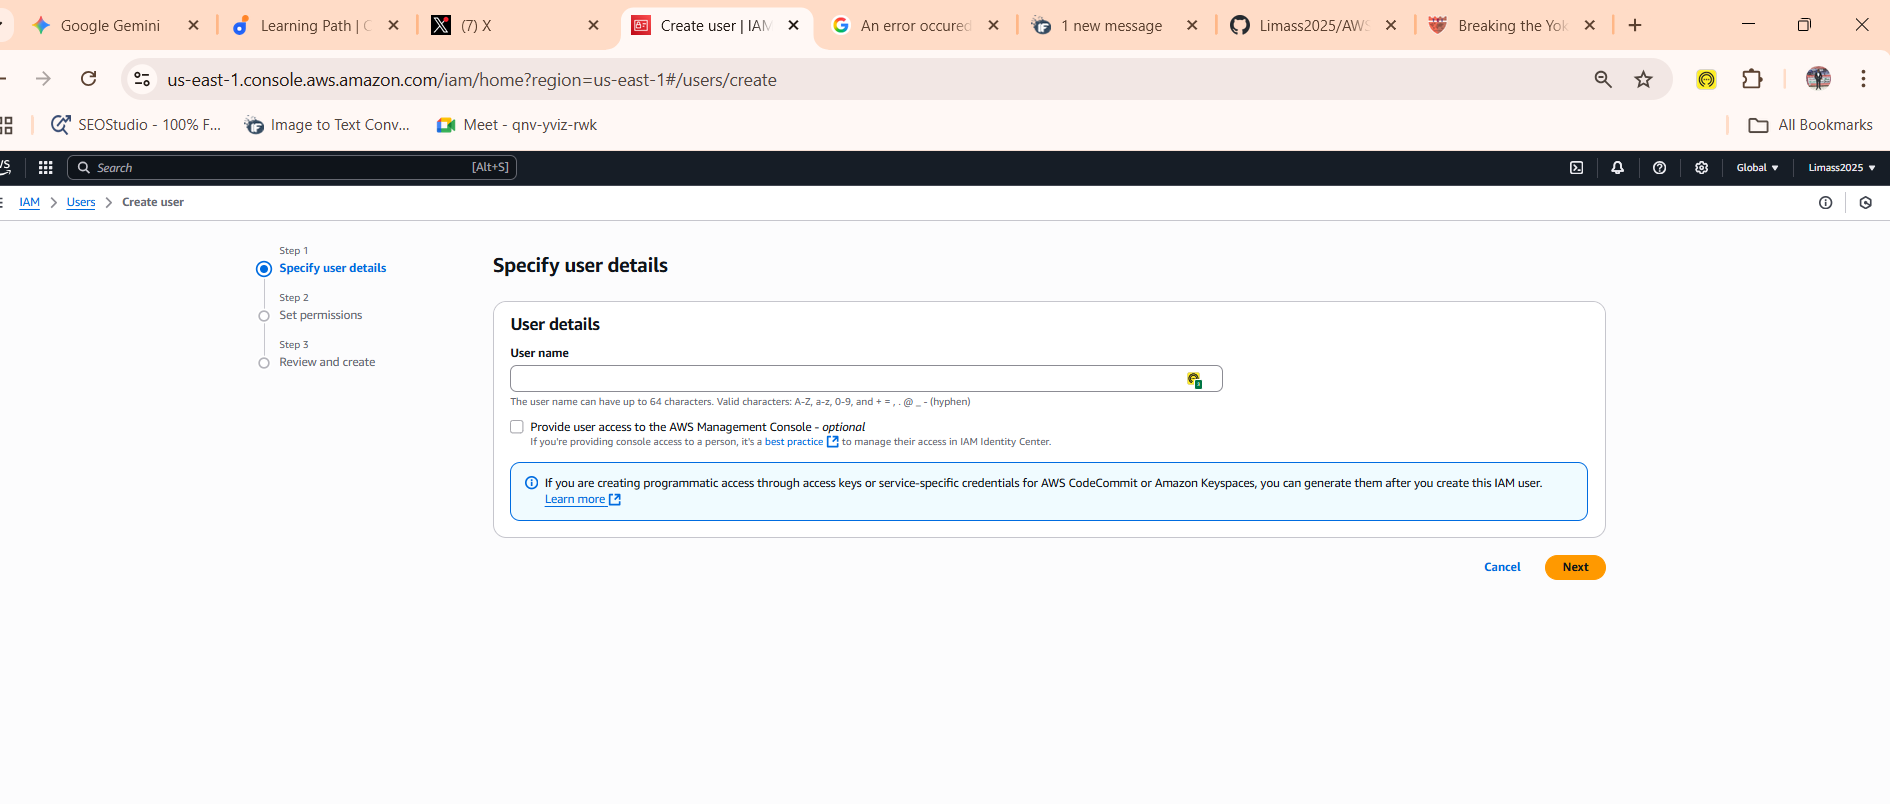 Google Gemini
Learning Path | C
(7) X
Create user | IAM
An error occured
1 new message
Limass2025/AWS
Breaking the Yok
us-east-1.console.aws.amazon.com/iam/home?region=us-east-1#/users/create
SEOStudio - 100% F...
Image to Text Conv...
Meet - qnv-yviz-rwk
All Bookmarks
Search
[Alt+S]
Global
Limass2025
IAM
Users
Create user
Step 1
Specify user details
Step 2
Set permissions
Step 3
Review and create
Specify user details
User details
User name
The user name can have up to 64 characters. Valid characters: A-Z, a-z, 0-9, and + = , . @ _ - (hyphen)
Provide user access to the AWS Management Console - optional
If you're providing console access to a person, it's a best practice to manage their access in IAM Identity Center.
If you are creating programmatic access through access keys or service-specific credentials for AWS CodeCommit or Amazon Keyspaces, you can generate them after you create this IAM user.
Learn more
Cancel
Next